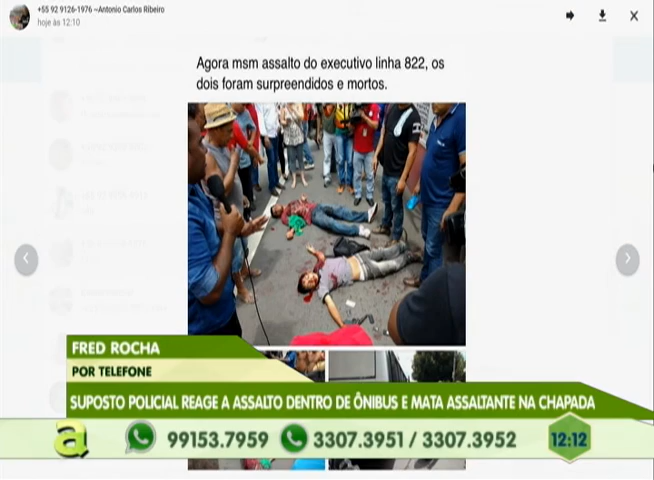 +55 92 9126-1976 ~Antonio Carlos Ribeiro
hoje às 12:10
Agora msm assalto do executivo linha 822, os
dois foram surpreendidos e mortos.
FRED ROCHA
POR TELEFONE
SUPOSTO POLICIAL REAGE A ASSALTO DENTRO DE ÔNIBUS E MATA ASSALTANTE NA CHAPADA
a 99153.7959 3307.3951 / 3307.3952 12:12